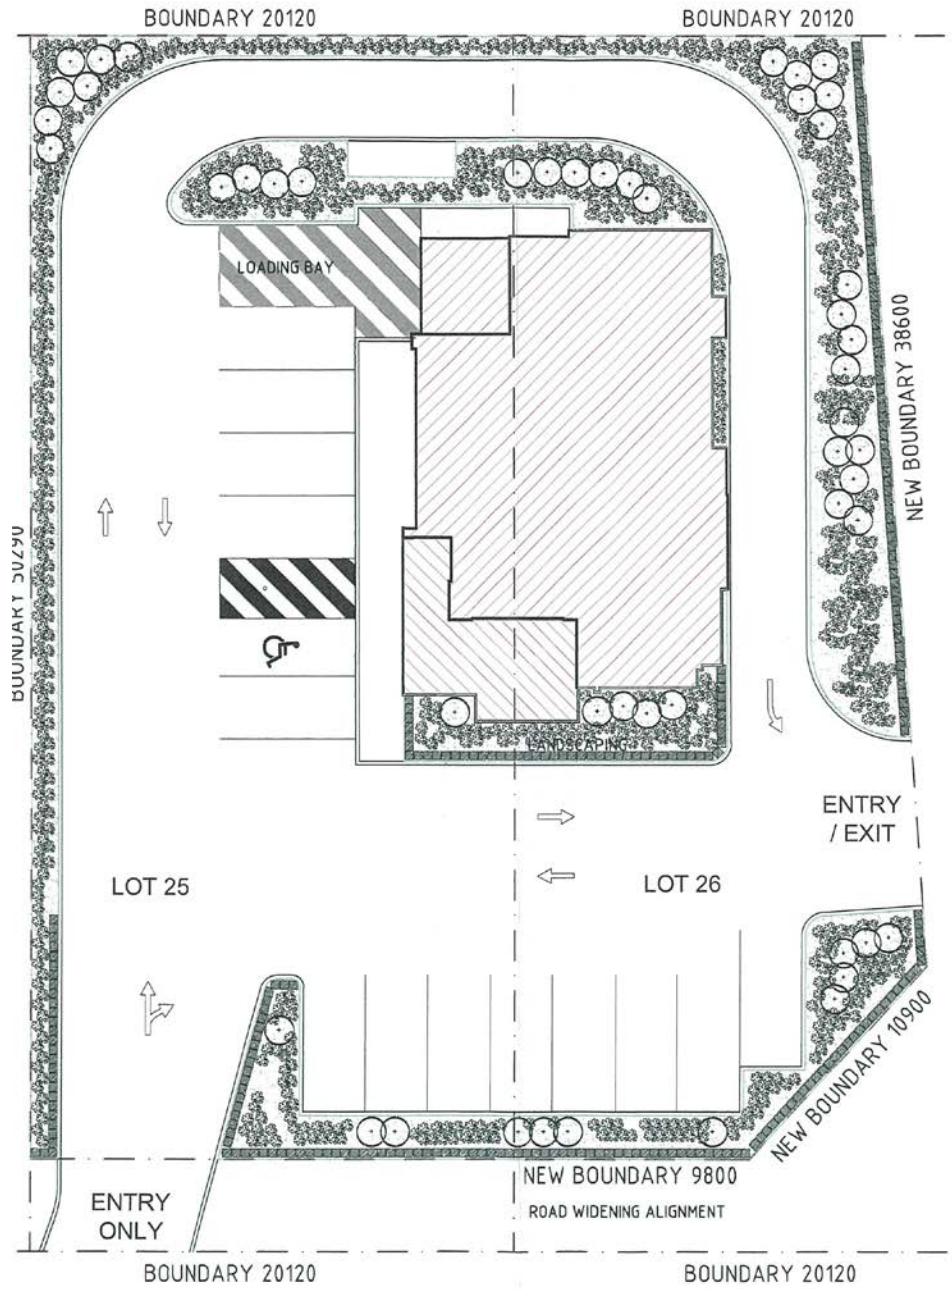 BOUNDARY 20120
BOUNDARY 20120
LOADING BAY
NEW BOUNDARY 38600
BOUNDARY 50290
LANDSCAPING
ENTRY
/ EXIT
LOT 25
LOT 26
NEW BOUNDARY 10900
NEW BOUNDARY 9800
ROAD WIDENING ALIGNMENT
ENTRY
ONLY
BOUNDARY 20120
BOUNDARY 20120